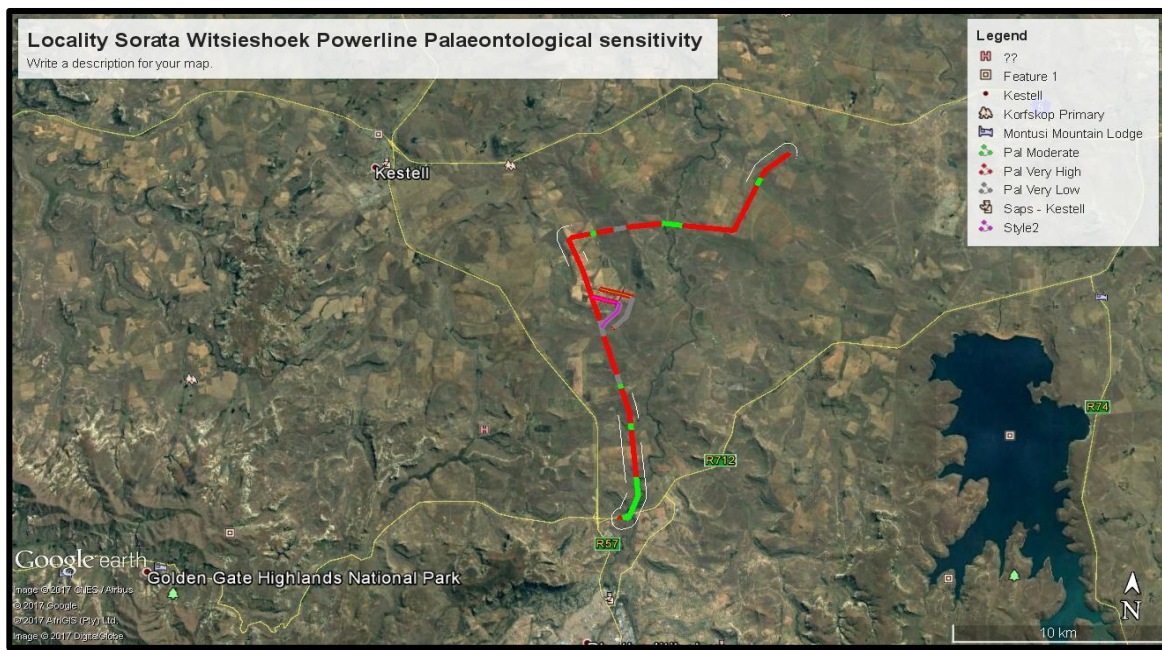 Locality Sorata Witsieshoek Powerline Palaeontological sensitivity
Write a description for your map.
Legend
??
Feature 1
Kestell
Korfskop Primary
Montusi Mountain Lodge
Pal Moderate
Pal Very High
Pal Very Low
Saps - Kestell
Style2
Kestell
R74
R712
R57
Google earth
Golden Gate Highlands National Park
Image © 2017 CNES / Airbus
© 2017 Google
© 2017 AfriGIS (Pty) Ltd.
Image © 2017 DigitalGlobe
N
10 km